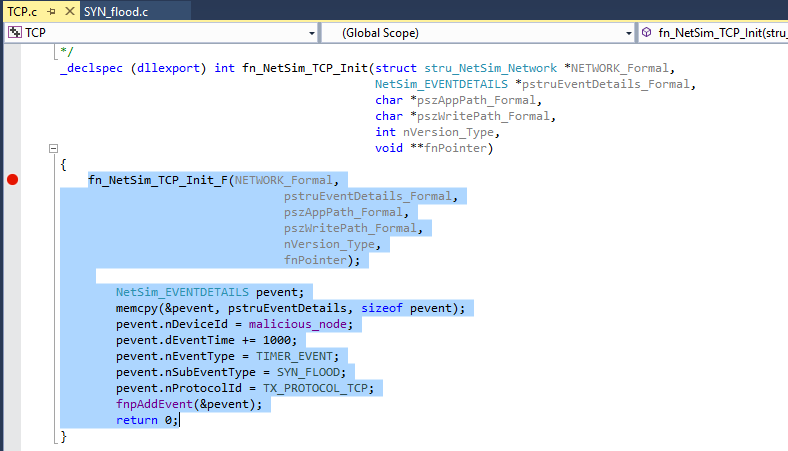 TCP.c SYN_flood.c
TCP (Global Scope) fn_NetSim_TCP_Init(stru_
*/
_declspec (dllexport) int fn_NetSim_TCP_Init(struct stru_NetSim_Network *NETWORK_Formal,
NetSim_EVENTDETAILS *pstruEventDetails_Formal,
char *pszAppPath_Formal,
char *pszWritePath_Formal,
int nVersion_Type,
void **fnPointer)
{
fn_NetSim_TCP_Init_F(NETWORK_Formal,
pstruEventDetails_Formal,
pszAppPath_Formal,
pszWritePath_Formal,
nVersion_Type,
fnPointer);
NetSim_EVENTDETAILS pevent;
memcpy(&pevent, pstruEventDetails, sizeof pevent);
pevent.nDeviceId = malicious_node;
pevent.dEventTime += 1000;
pevent.nEventType = TIMER_EVENT;
pevent.nSubEventType = SYN_FLOOD;
pevent.nProtocolId = TX_PROTOCOL_TCP;
fnpAddEvent(&pevent);
return 0;
}